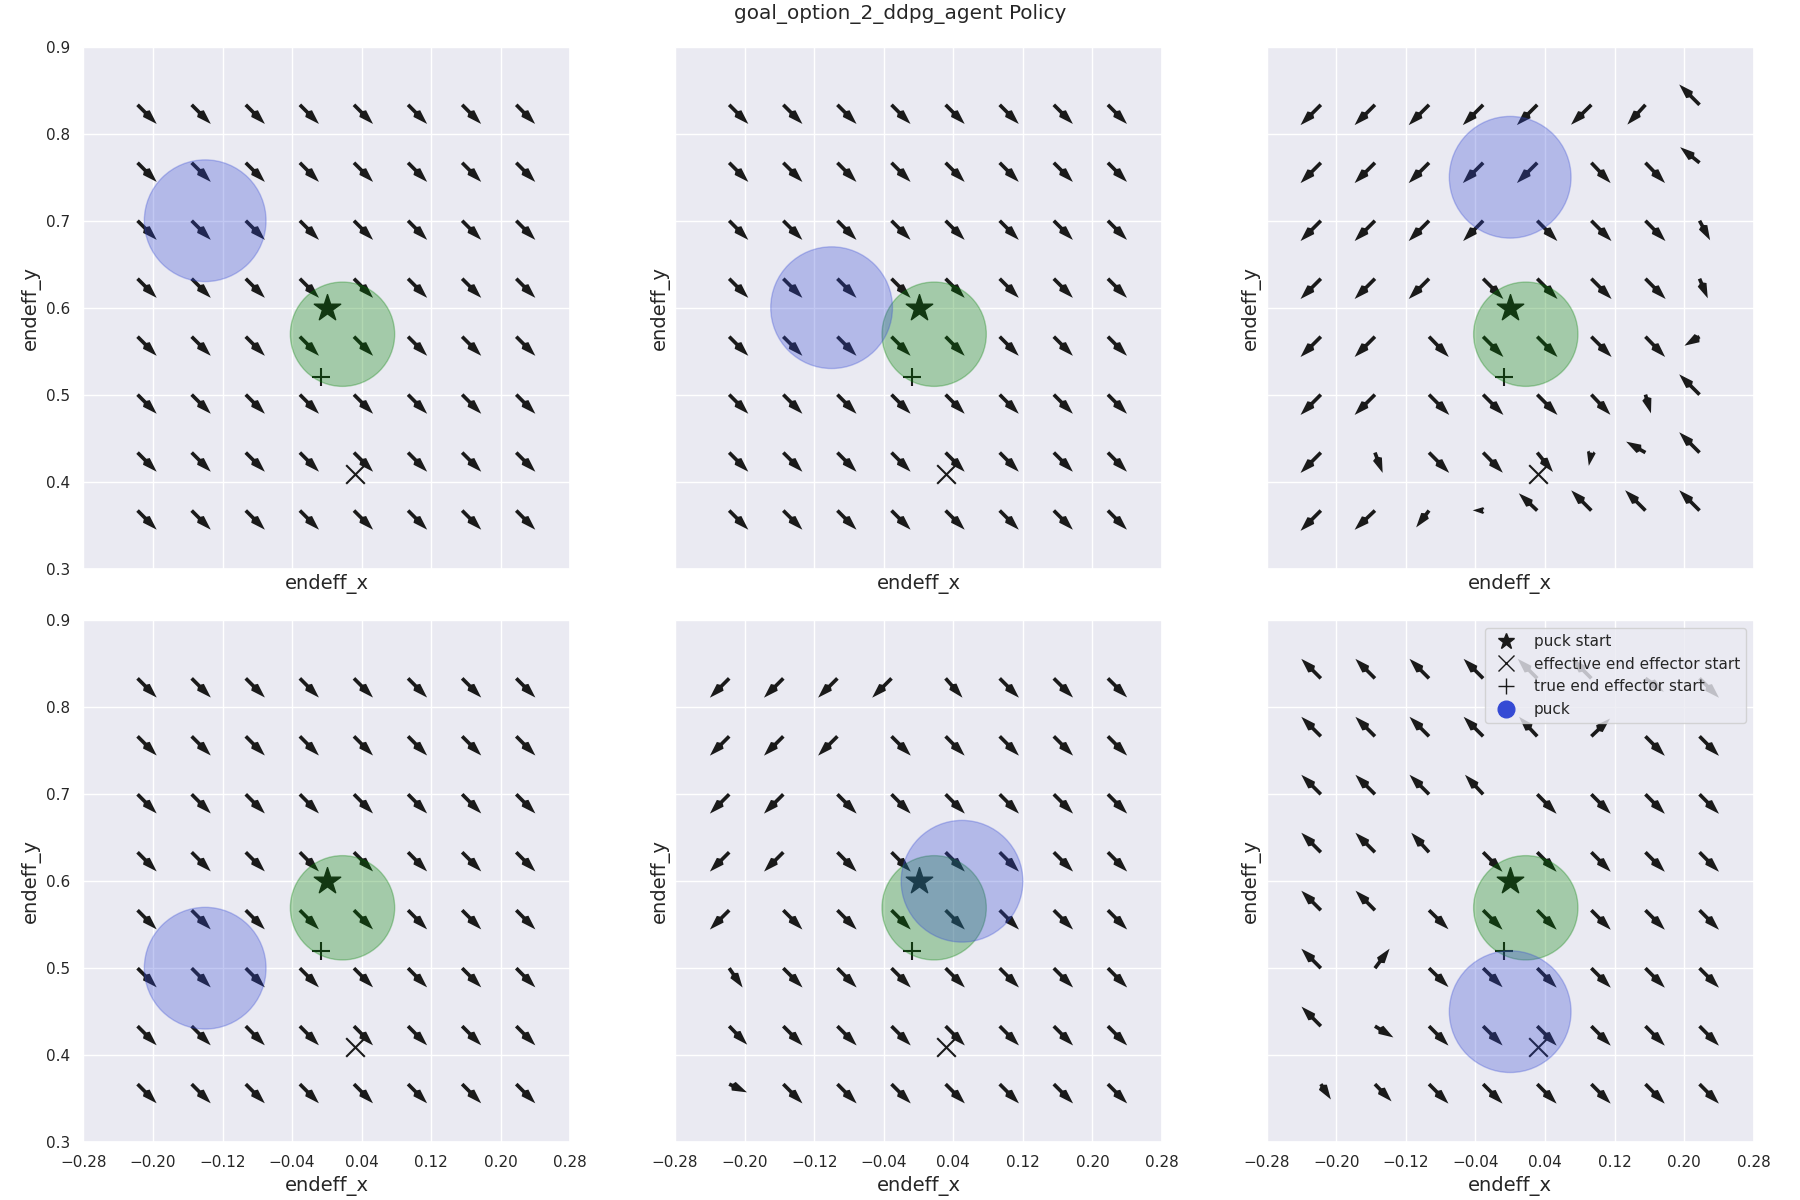 goal_option_2_ddpg_agent Policy
0.9
0.8
0.7
0.6
0.5
0.4
0.3
endeff_y
endeff_x
endeff_y
endeff_x
endeff_y
endeff_x
0.9
0.8
0.7
0.6
0.5
0.4
0.3
endeff_y
−0.28 −0.20 −0.12 −0.04 0.04 0.12 0.20 0.28
endeff_x
endeff_y
−0.28 −0.20 −0.12 −0.04 0.04 0.12 0.20 0.28
endeff_x
puck start
effective end effector start
true end effector start
puck
endeff_y
−0.28 −0.20 −0.12 −0.04 0.04 0.12 0.20 0.28
endeff_x